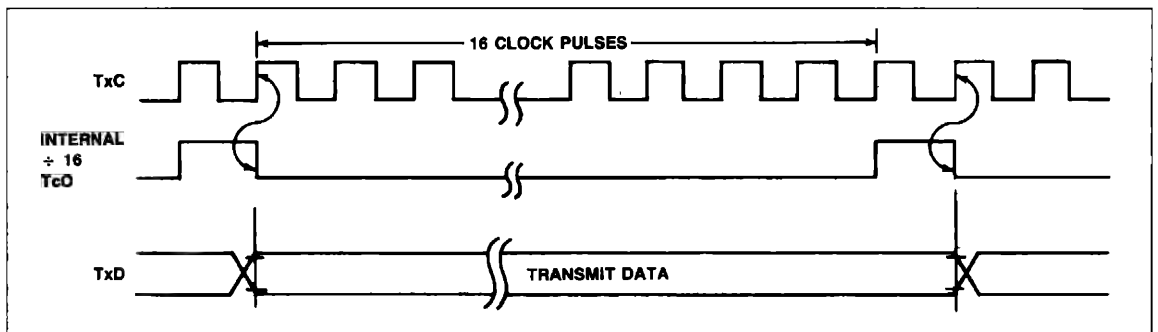 16 CLOCK PULSES
TxC
INTERNAL
÷ 16
TcO
TxD
TRANSMIT DATA